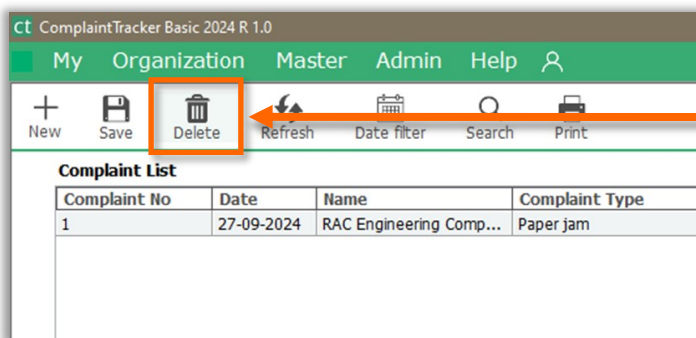 ct ComplaintTracker Basic 2024 R 1.0
My Organization Master Admin Help
New Save Delete Refresh Date filter Search Print
Complaint List
Complaint No Date Name Complaint Type
1 27-09-2024 RAC Engineering Comp... Paper jam